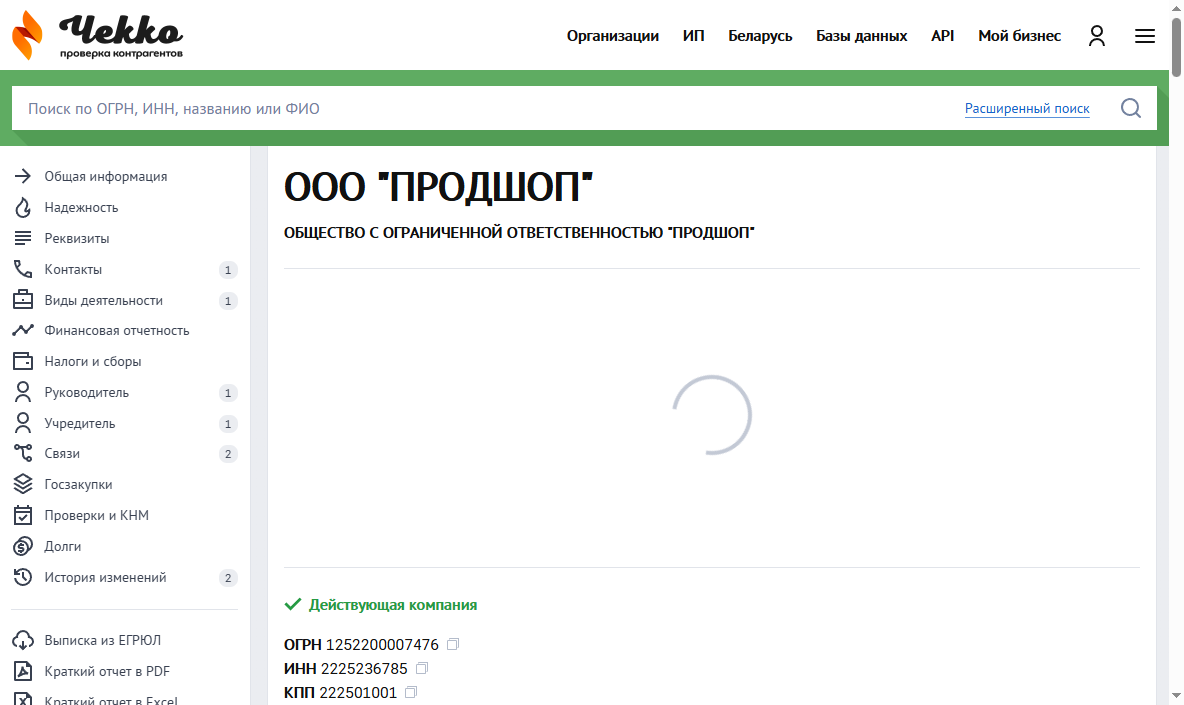 Чекко
проверка контрагентов
Организации ИП Беларусь Базы данных API Мой бизнес
Поиск по ОГРН, ИНН, названию или ФИО Расширенный поиск
Общая информация
Надежность
Реквизиты
Контакты 1
Виды деятельности 1
Финансовая отчетность
Налоги и сборы
Руководитель 1
Учредитель 1
Связи 2
Госзакупки
Проверки и КНМ
Долги
История изменений 2
Выписка из ЕГРЮЛ
Краткий отчет в PDF
Краткий отчет в Excel
ООО "ПРОДШОП"
ОБЩЕСТВО С ОГРАНИЧЕННОЙ ОТВЕТСТВЕННОСТЬЮ "ПРОДШОП"
Действующая компания
ОГРН 1252200007476
ИНН 2225236785
КПП 222501001